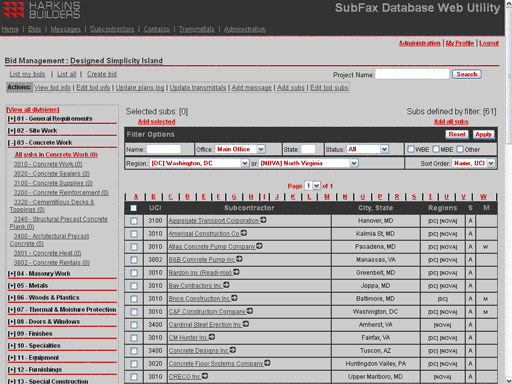 HARKINS BUILDERS
SubFax Database Web Utility
Home | Bids | Messages | Subcontractors | Contacts | Transmittals | Administration
Administration | My Profile | Logout
Bid Management : Designed Simplicity Island
List my bids | List all | Create bid
Project Name: Search
Actions: View bid info | Edit bid info | Update plans log | Update transmittals | Add message | Add subs | Edit bid subs
[View all divisions]
[+] 01 - General Requirements
[+] 02 - Site Work
[-] 03 - Concrete Work
All subs in Concrete Work (0)
3010 - Concrete Work (0)
3020 - Concrete Sealers (0)
3100 - Concrete Supplies (0)
3200 - Concrete Reinforcement (0)
3320 - Cementitious Decks & Toppings (0)
3340 - Structural Precast Concrete Plank (0)
3400 - Architectural Precast Concrete (0)
3801 - Concrete Hoist (0)
3802 - Concrete Rentals (0)
[+] 04 - Masonry Work
[+] 05 - Metals
[+] 06 - Woods & Plastics
[+] 07 - Thermal & Moisture Protection
[+] 08 - Doors & Windows
[+] 09 - Finishes
[+] 10 - Specialties
[+] 11 - Equipment
[+] 12 - Furnishings
[+] 13 - Special Construction
Selected subs: [0]
Subs defined by filter: [61]
Add selected
Add all subs
Filter Options
Reset Apply
Name: Office: Main Office State: Status: All WBE MBE Other
Region: [DC] Washington, DC or [NOVA] North Virginia Sort Order: Name, UCI
Page 1 of 1
A B C D E F G H I J K L M N O P Q R S T U V W
UCI Subcontractor City, State Regions S M
3100 Aggregate Transport Corporation Hanover, MD [DC] [NOVA] A
3010 Amerigal Construction Co Kalmia St, MD [DC] [NOVA] A
3010 Atlas Concrete Pump Company Pasadena, MD [DC] [NOVA] A W
3802 B&B Concrete Pump Inc Manassas, VA [DC] [NOVA] A
3010 Bardon Inc (Readi-mix) Greenbelt, MD [DC] [NOVA] A
3010 Bay Contractors Inc Joppa, MD [DC] [NOVA] A
3010 Bryce Construction Inc Baltimore, MD [DC] A M
3010 C&F Construction Company Washington, DC [DC] [NOVA] A M
3400 Cardinal Steel Erection Inc Amherst, VA [NOVA] A
3010 CM Hunter Inc Fairfax, VA [DC] [NOVA] A
3400 Concrete Designs Inc Tuscon, AZ [DC] [NOVA] A
3020 Concrete Floor Systems Company Huntingdon Valley, PA [DC] [NOVA] A
3010 CRECO Inc Upper Marlboro, MD [NOVA] A